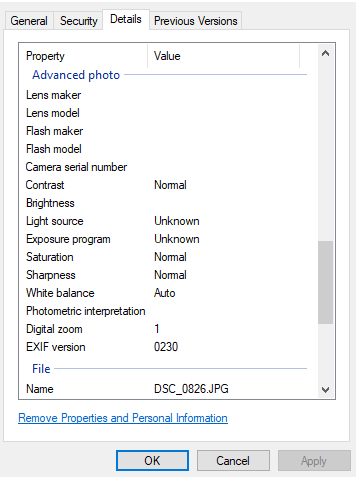 General Security Details Previous Versions
Property Value
Advanced photo
Lens maker
Lens model
Flash maker
Flash model
Camera serial number
Contrast Normal
Brightness
Light source Unknown
Exposure program Unknown
Saturation Normal
Sharpness Normal
White balance Auto
Photometric interpretation
Digital zoom 1
EXIF version 0230
File
Name DSC_0826.JPG
Remove Properties and Personal Information
OK Cancel Apply